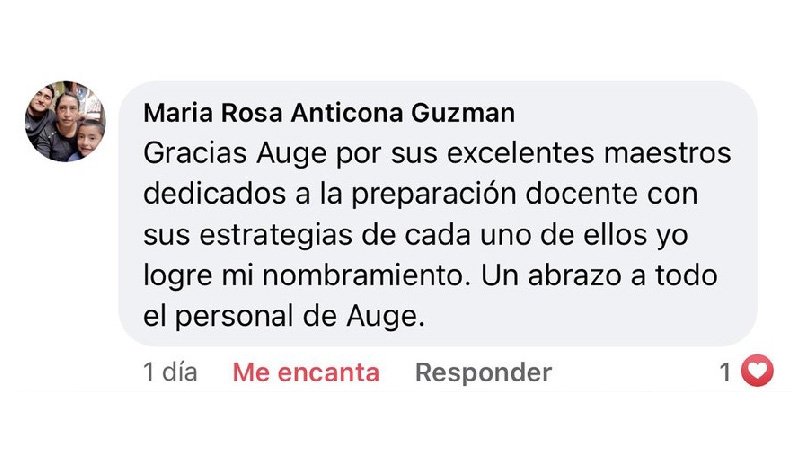 Maria Rosa Anticona Guzman
Gracias Auge por sus excelentes maestros
dedicados a la preparación docente con
sus estrategias de cada uno de ellos yo
logre mi nombramiento. Un abrazo a todo
el personal de Auge.
1 día Me encanta Responder 1